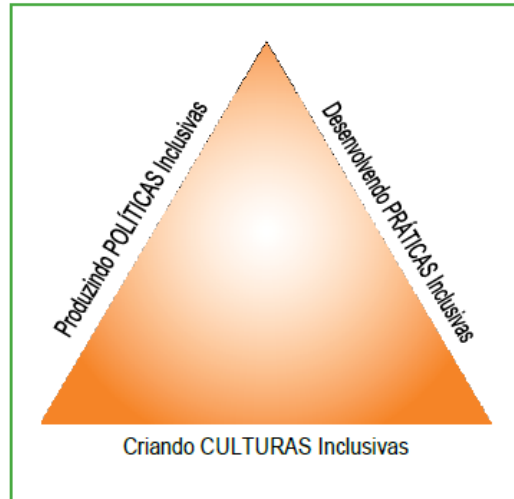 Produzindo POLÍTICAS Inclusivas
Desenvolvendo PRÁTICAS Inclusivas
Criando CULTURAS Inclusivas